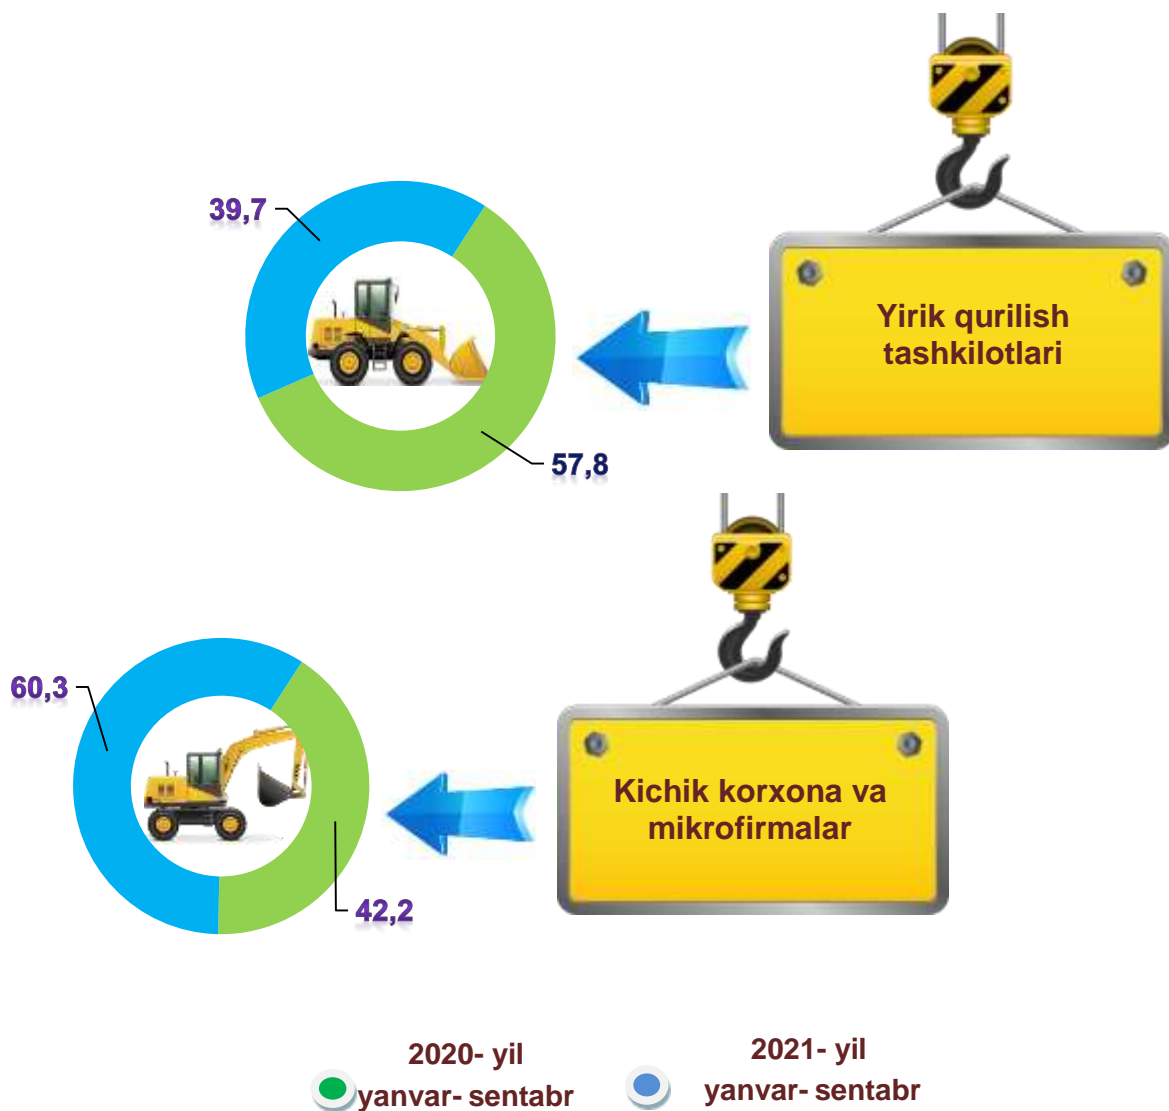 39,7
Yirik qurilish
tashkilotlari
57,8
60,3
Kichik korxona va
mikrofirmalar
42,2
2020- yil
yanvar- sentabr
2021- yil
yanvar- sentabr